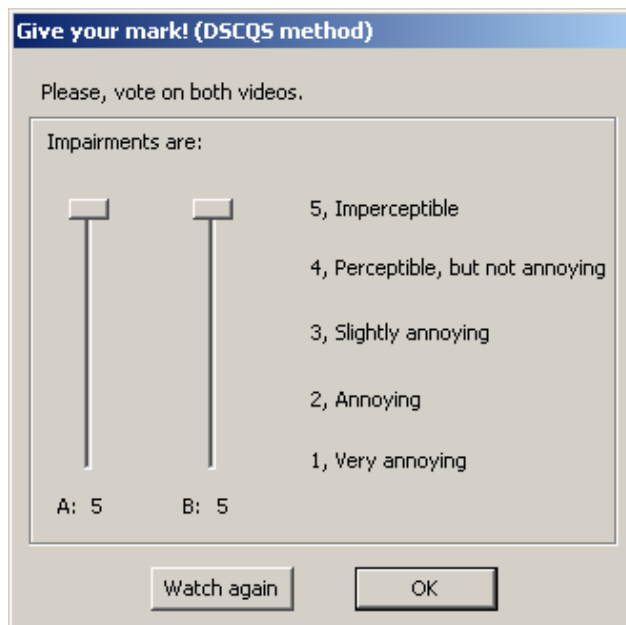 Give your mark! (DSCQS method)
Please, vote on both videos.
Impairments are:
5, Imperceptible
4, Perceptible, but not annoying
3, Slightly annoying
2, Annoying
1, Very annoying
A: 5 B: 5
Watch again OK